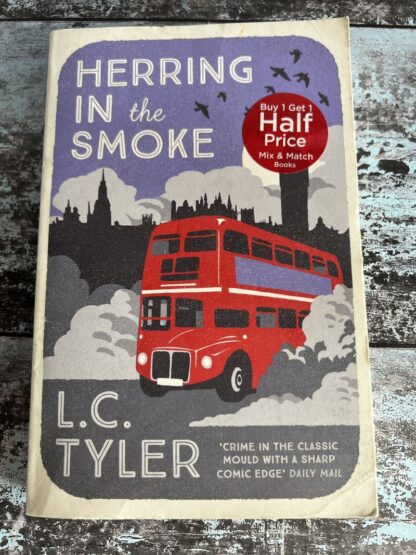 HERRING
IN the
SMOKE
Buy 1 Get 1
Half
Price
Mix & Match
Books
L.C.
TYLER
'CRIME IN THE CLASSIC
MOULD WITH A SHARP
COMIC EDGE' DAILY MAIL